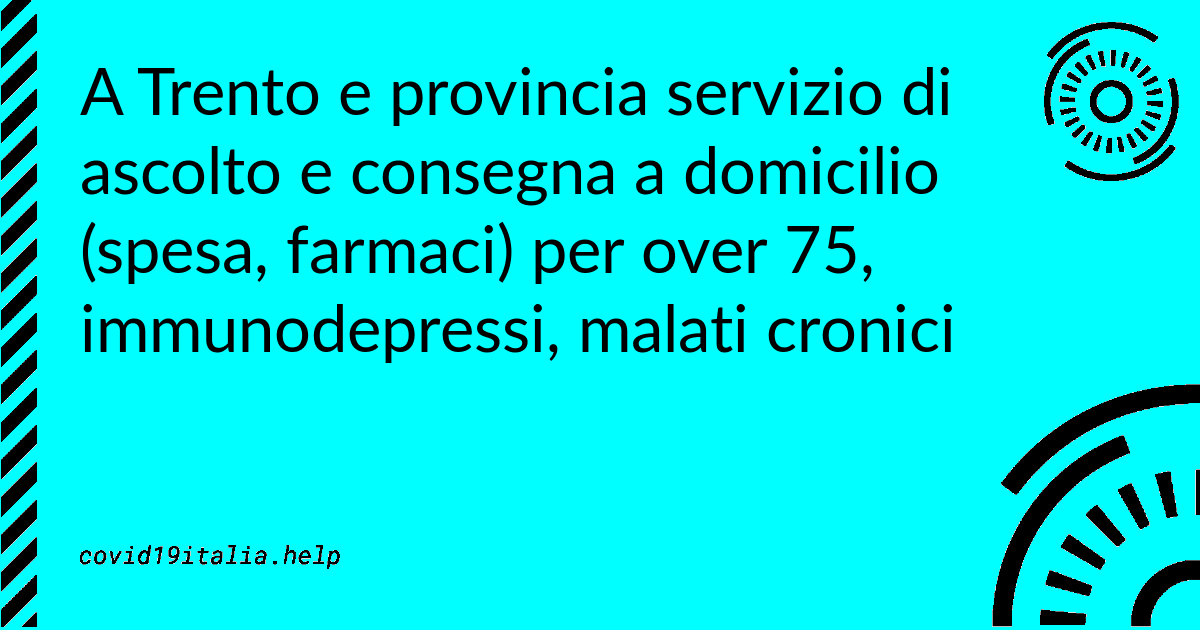 A Trento e provincia servizio di
ascolto e consegna a domicilio
(spesa, farmaci) per over 75,
immunodepressi, malati cronici
covid19italia.help